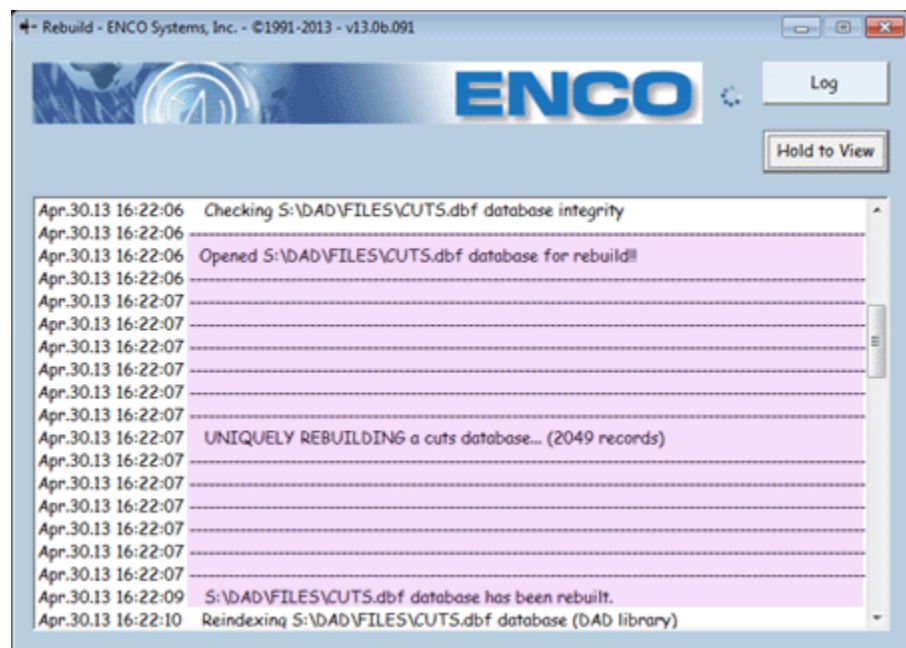 Rebuild - ENCO Systems, Inc. - ©1991-2013 - v13.0b.091
ENCO
Log
Hold to View
Apr.30.13 16:22:06 Checking S:\DAD\FILES\CUTS.dbf database integrity
Apr.30.13 16:22:06 --------------------------------
Apr.30.13 16:22:06 Opened S:\DAD\FILES\CUTS.dbf database for rebuild!!!
Apr.30.13 16:22:06 --------------------------------
Apr.30.13 16:22:07 --------------------------------
Apr.30.13 16:22:07 --------------------------------
Apr.30.13 16:22:07 --------------------------------
Apr.30.13 16:22:07 --------------------------------
Apr.30.13 16:22:07 --------------------------------
Apr.30.13 16:22:07 --------------------------------
Apr.30.13 16:22:07 UNIQUELY REBUILDING a cuts database... (2049 records)
Apr.30.13 16:22:07 --------------------------------
Apr.30.13 16:22:07 --------------------------------
Apr.30.13 16:22:07 --------------------------------
Apr.30.13 16:22:07 --------------------------------
Apr.30.13 16:22:07 --------------------------------
Apr.30.13 16:22:07 --------------------------------
Apr.30.13 16:22:09 S:\DAD\FILES\CUTS.dbf database has been rebuilt.
Apr.30.13 16:22:10 Reindexing S:\DAD\FILES\CUTS.dbf database (DAD library)